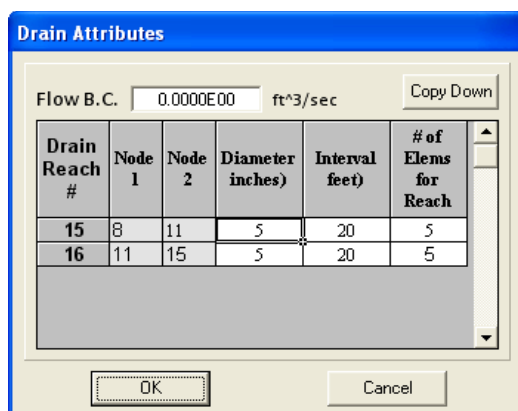 Drain Attributes
Flow B.C. 0.0000E00 ft^3/sec Copy Down
Drain Reach # Node 1 Node 2 Diameter inches) Interval feet) # of Elems for Reach
15 8 11 5 20 5
16 11 15 5 20 5
OK Cancel